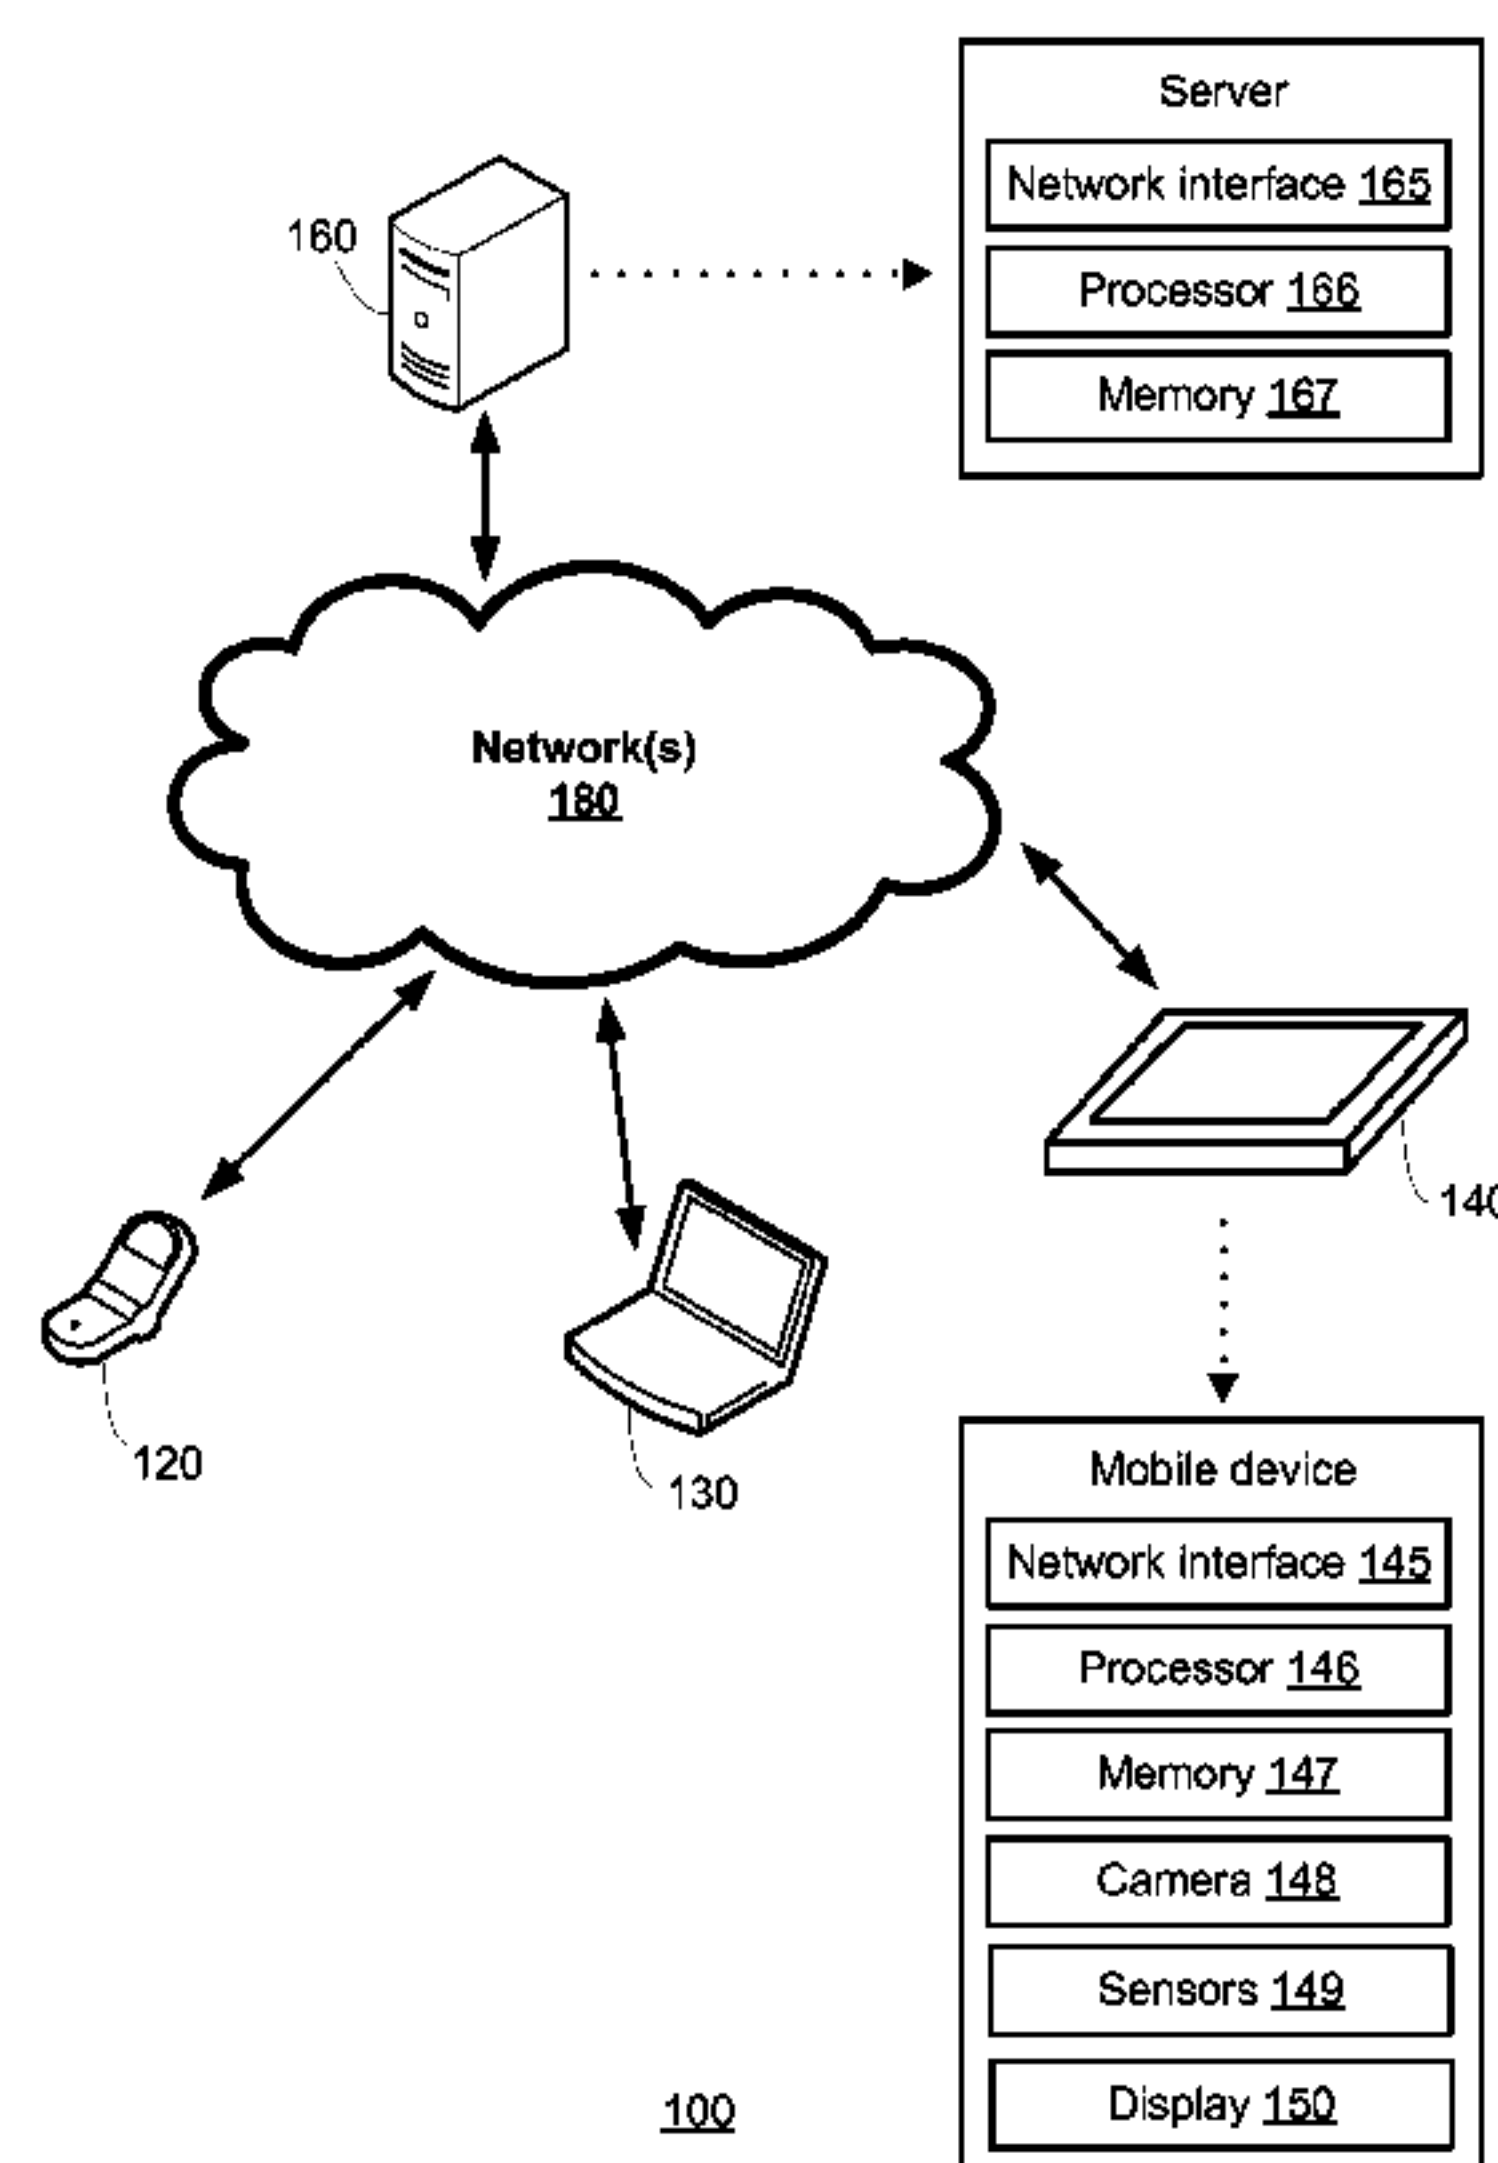 Server
Network interface 165
Processor 166
Memory 167
160
Network(s)
180
140
120
130
Mobile device
Network interface 145
Processor 146
Memory 147
Camera 148
Sensors 149
Display 150
100